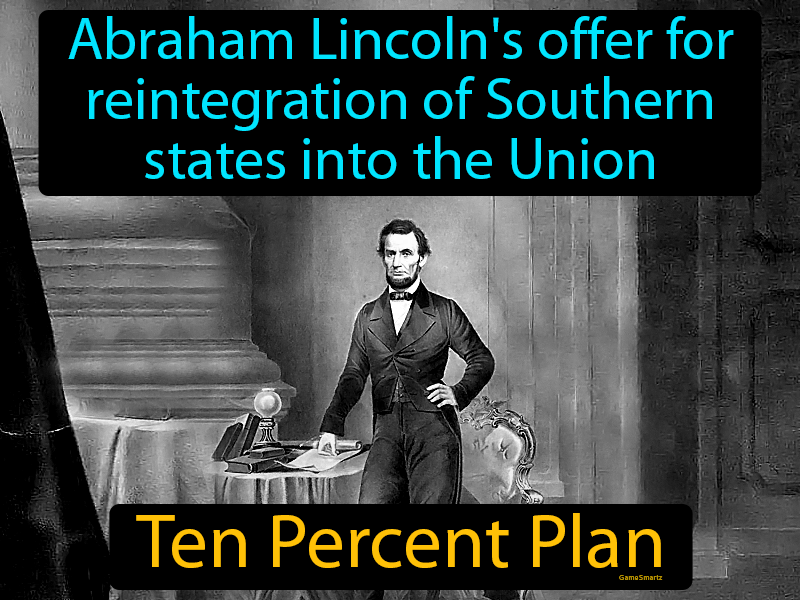 Abraham Lincoln's offer for
reintegration of Southern
states into the Union
Ten Percent Plan
GameSmartz